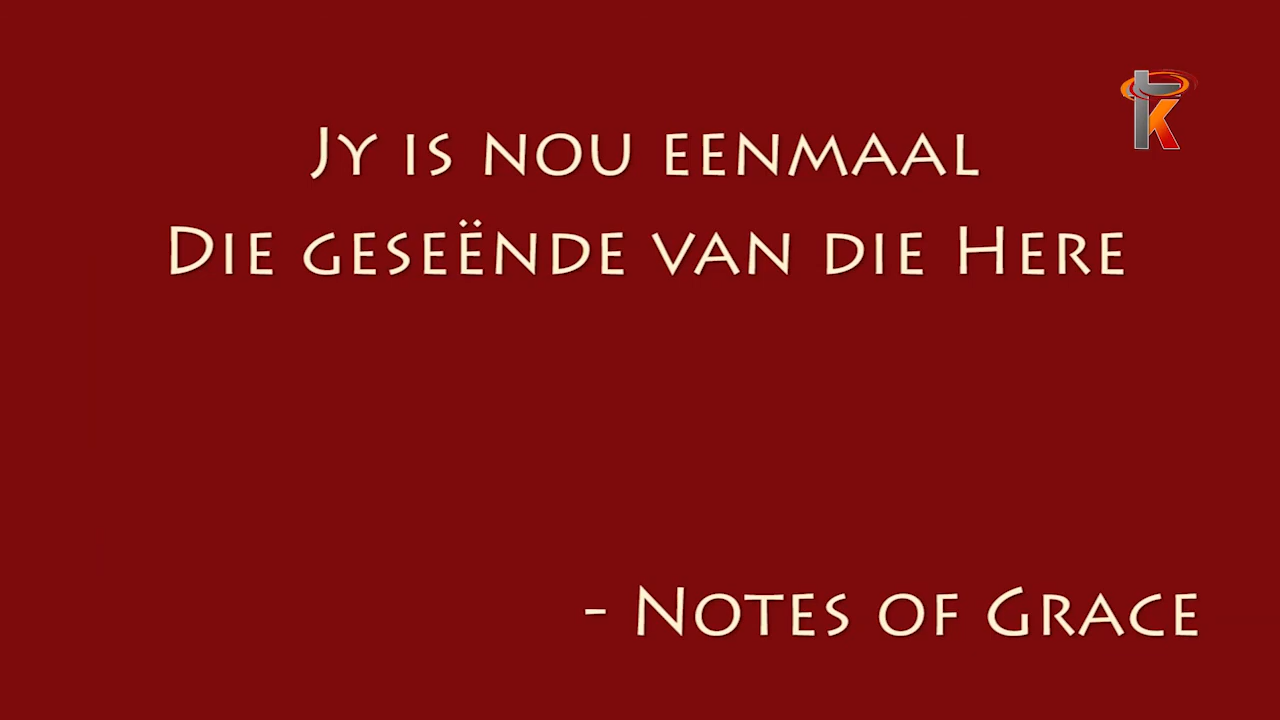 Jy is nou eenmaal
Die geseënde van die Here
- Notes of Grace